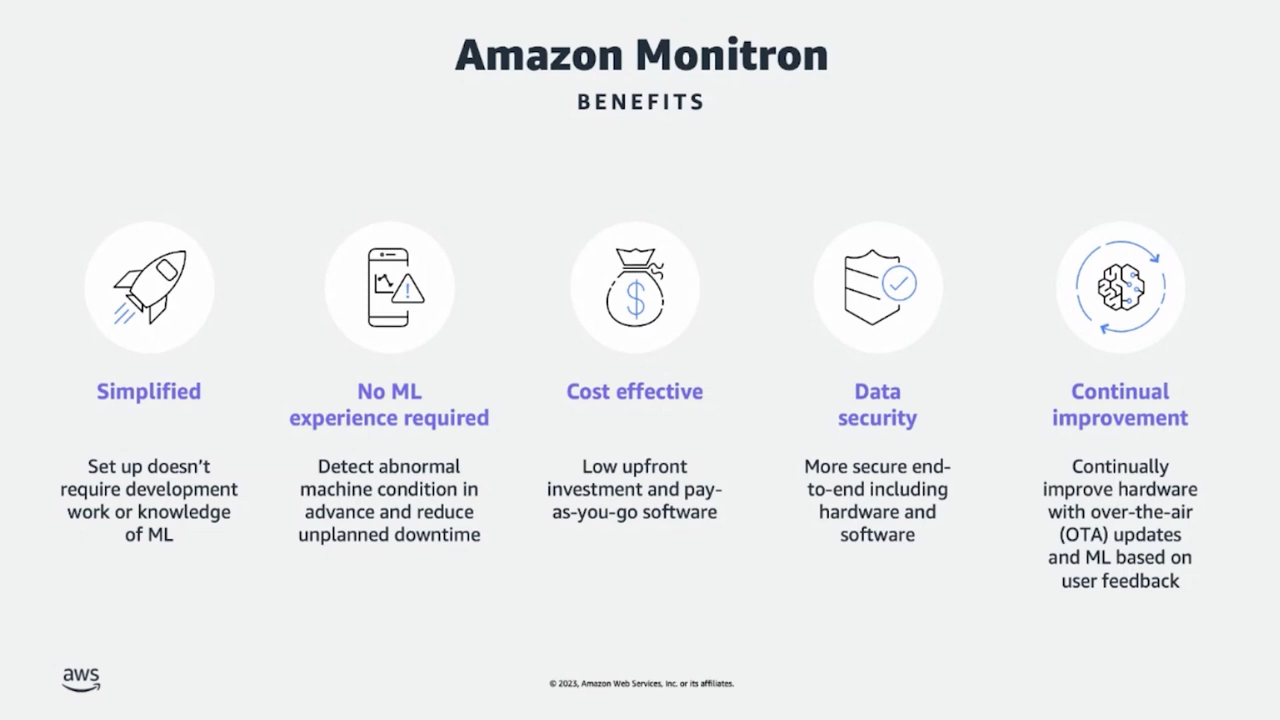 Amazon Monitron
BENEFITS
Simplified
Set up doesn't
require development
work or knowledge
of ML
No ML
experience required
Detect abnormal
machine condition in
advance and reduce
unplanned downtime
Cost effective
Low upfront
investment and pay-
as-you-go software
Data
security
More secure end-
to-end including
hardware and
software
Continual
improvement
Continually
improve hardware
with over-the-air
(OTA) updates
and ML based on
user feedback
aws
© 2023, Amazon Web Services, Inc. or its affiliates.